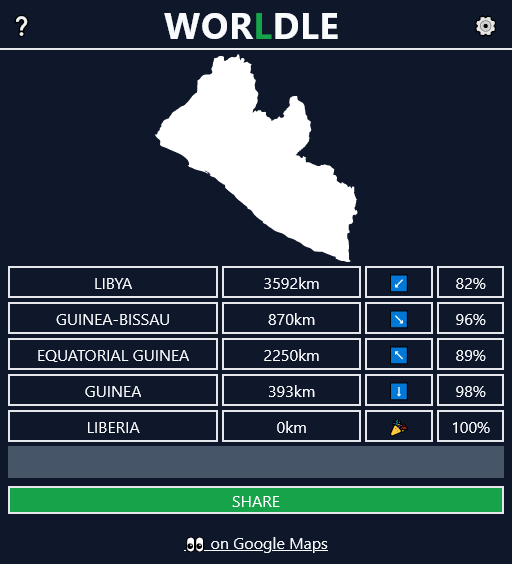 ?
WORLDLE
LIBYA 3592km ↙ 82%
GUINEA-BISSAU 870km ↘ 96%
EQUATORIAL GUINEA 2250km ↖ 89%
GUINEA 393km ↓ 98%
LIBERIA 0km 🎉 100%
SHARE
👀 on Google Maps